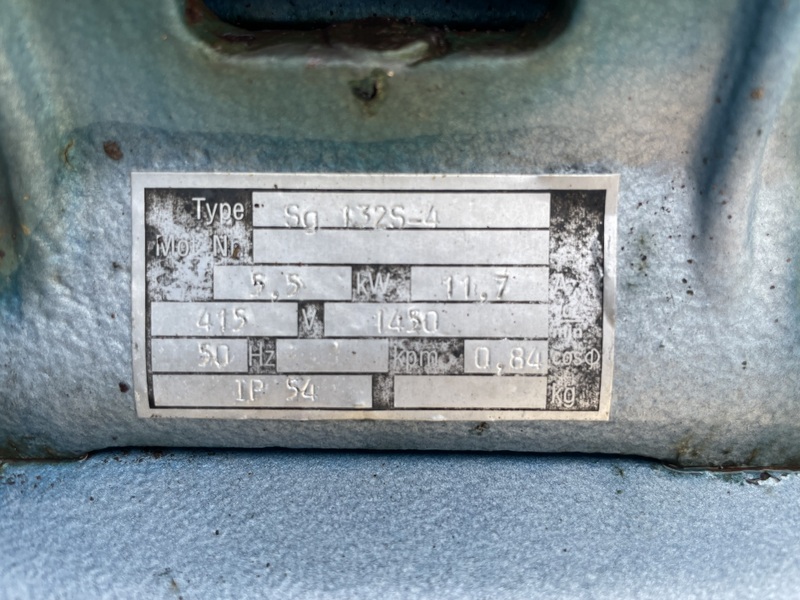 Type Sg 132S-4
Mot. Nr.
5,5 kW 11,7 A
415 V 1450
50 Hz kpm 0,84 cosΦ
IP 54 kg